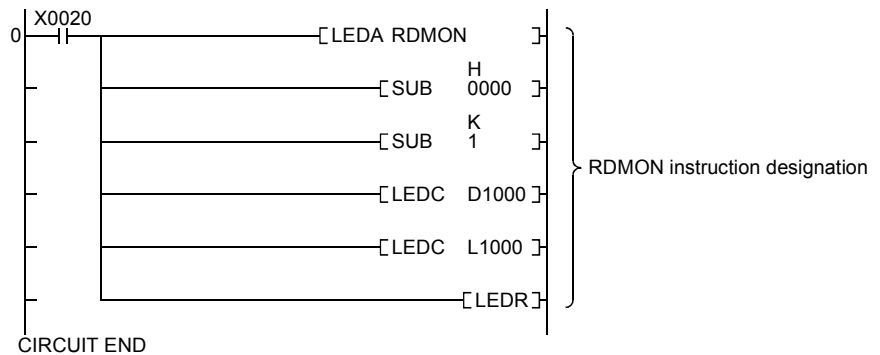 X0020
0 LEDA RDMON
H
SUB 0000
K
SUB 1
RDMON instruction designation
LEDC D1000
LEDC L1000
LEDR
CIRCUIT END